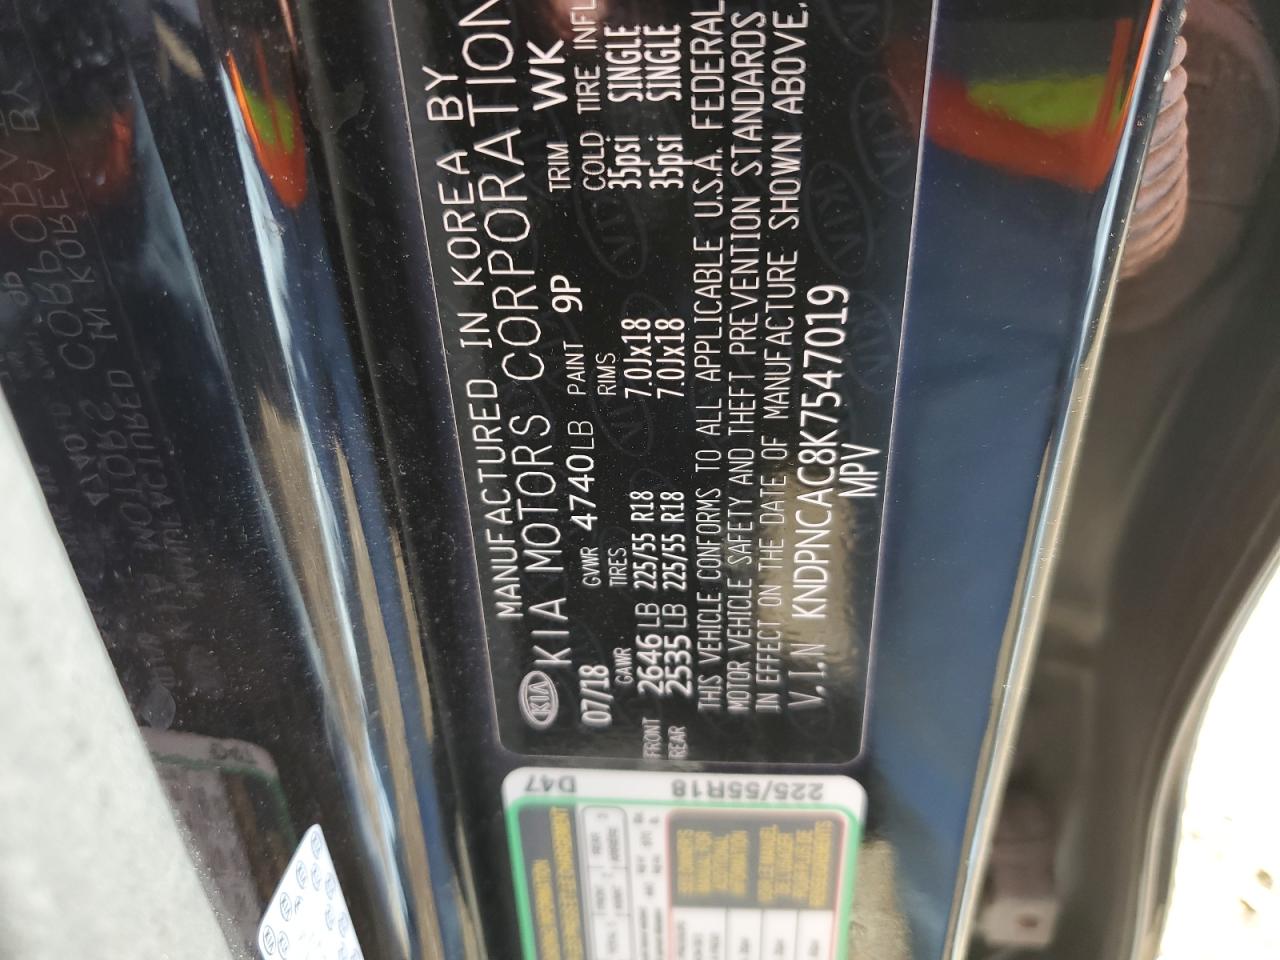 MANUFACTURED IN KOREA BY
KIA KIA MOTORS CORPORATION
07/18 GVWR 4740LB PAINT 9P TRIM WK
GAWR TIRES RIMS COLD TIRE INFL
FRONT 2646LB 225/55 R18 7.0Jx18 35psi SINGLE
REAR 2535LB 225/55 R18 7.0Jx18 35psi SINGLE
THIS VEHICLE CONFORMS TO ALL APPLICABLE U.S.A. FEDERAL
MOTOR VEHICLE SAFETY AND THEFT PREVENTION STANDARDS
IN EFFECT ON THE DATE OF MANUFACTURE SHOWN ABOVE.
V.I.N KNDPNCAC8K7547019
MPV
225/55R18 D47